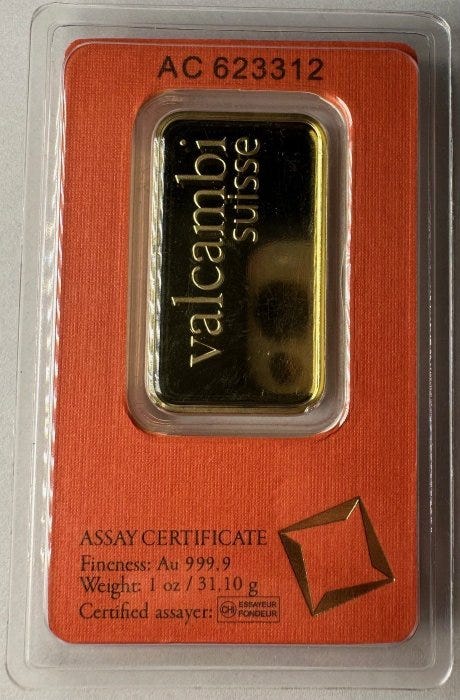 AC 623312
valcambi
suisse
ASSAY CERTIFICATE
Fineness: Au 999.9
Weight: 1 oz / 31,10 g
Certified assayer: CHI ESSAYEUR FONDEUR